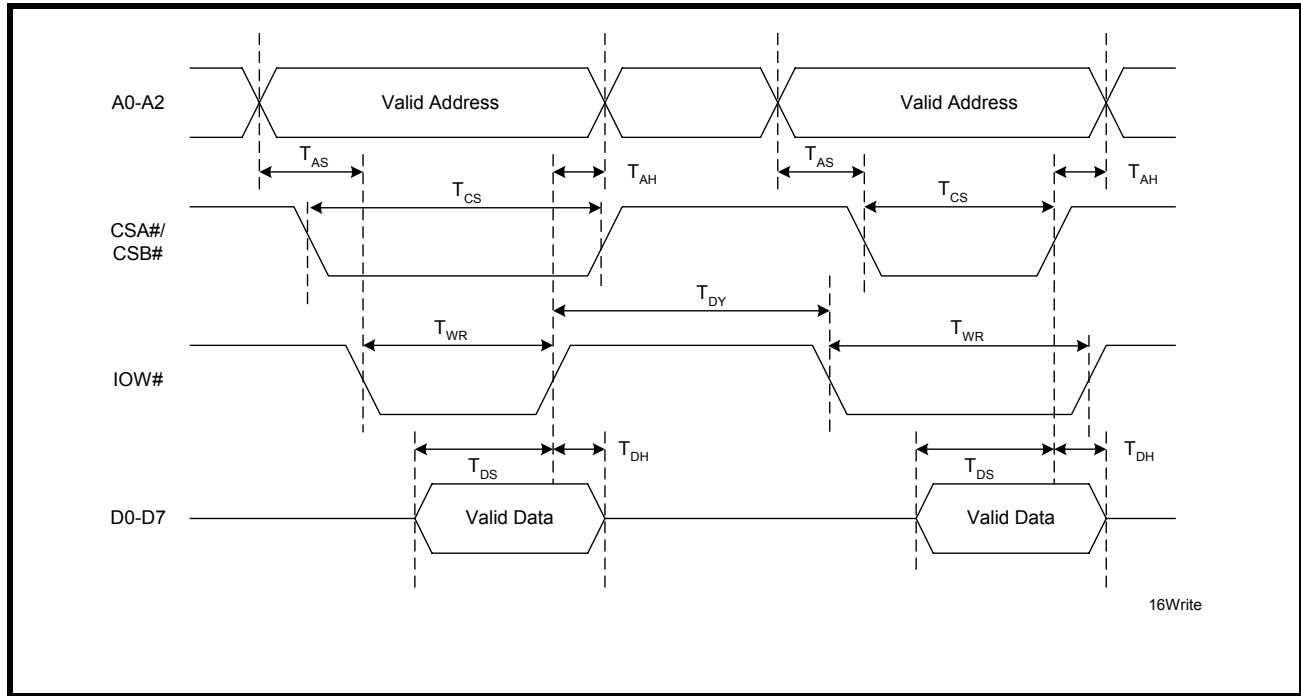 A0-A2
Valid Address
Valid Address
TAS
TAH
TAS
TAH
TCS
TCS
CSA#/
CSB#
TDY
TWR
TWR
IOW#
TDS
TDH
TDS
TDH
D0-D7
Valid Data
Valid Data
16Write